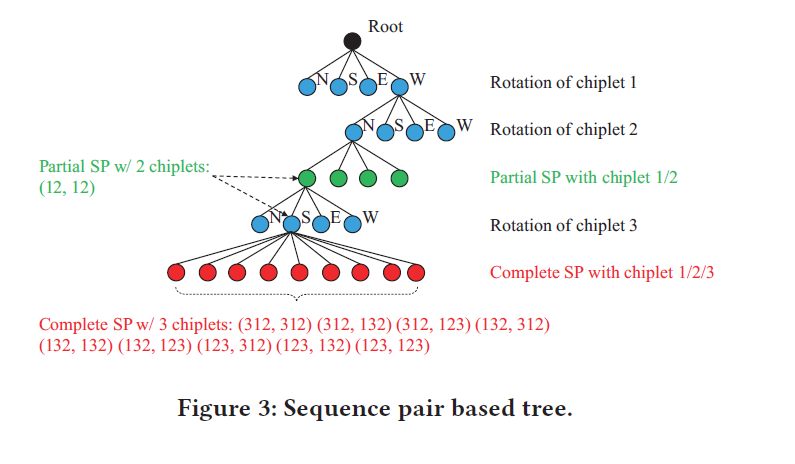 Root
N S E W Rotation of chiplet 1
N S E W Rotation of chiplet 2
Partial SP w/ 2 chiplets:
(12, 12)
Partial SP with chiplet 1/2
N S E W Rotation of chiplet 3
Complete SP with chiplet 1/2/3
Complete SP w/ 3 chiplets: (312, 312) (312, 132) (312, 123) (132, 312)
(132, 132) (132, 123) (123, 312) (123, 132) (123, 123)
Figure 3: Sequence pair based tree.